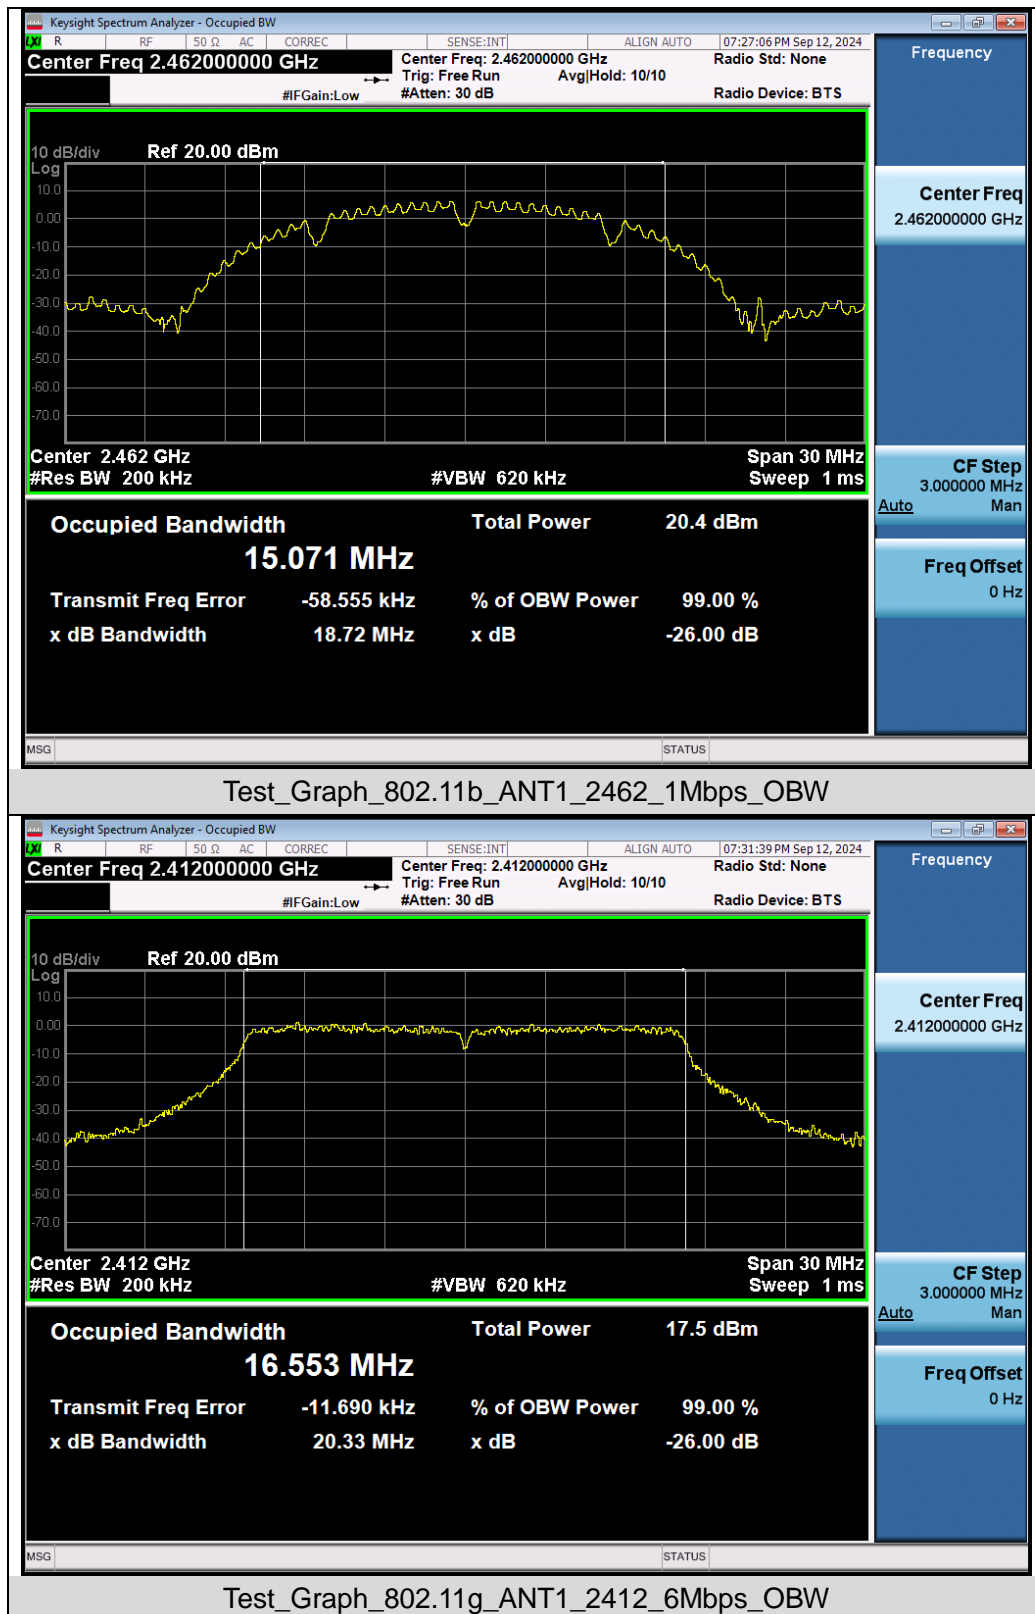 Keysight Spectrum Analyzer - Occupied BW
LXI R RF 50 Ω AC CORREC SENSE:INT ALIGN AUTO 07:27:06 PM Sep 12, 2024
Center Freq 2.462000000 GHz
Center Freq: 2.462000000 GHz
Radio Std: None
Trig: Free Run Avg|Hold: 10/10
#IFGain:Low #Atten: 30 dB Radio Device: BTS
Frequency
10 dB/div Ref 20.00 dBm
Log
10.0
0.00
-10.0
-20.0
-30.0
-40.0
-50.0
-60.0
-70.0
Center 2.462 GHz Span 30 MHz
#Res BW 200 kHz #VBW 620 kHz Sweep 1 ms
Center Freq
2.462000000 GHz
CF Step
3.000000 MHz
Auto Man
Freq Offset
0 Hz
Occupied Bandwidth Total Power 20.4 dBm
15.071 MHz
Transmit Freq Error -58.555 kHz % of OBW Power 99.00 %
x dB Bandwidth 18.72 MHz x dB -26.00 dB
MSG STATUS
Test_Graph_802.11b_ANT1_2462_1Mbps_OBW
Keysight Spectrum Analyzer - Occupied BW
LXI R RF 50 Ω AC CORREC SENSE:INT ALIGN AUTO 07:31:39 PM Sep 12, 2024
Center Freq 2.412000000 GHz
Center Freq: 2.412000000 GHz
Radio Std: None
Trig: Free Run Avg|Hold: 10/10
#IFGain:Low #Atten: 30 dB Radio Device: BTS
Frequency
10 dB/div Ref 20.00 dBm
Log
10.0
0.00
-10.0
-20.0
-30.0
-40.0
-50.0
-60.0
-70.0
Center 2.412 GHz Span 30 MHz
#Res BW 200 kHz #VBW 620 kHz Sweep 1 ms
Center Freq
2.412000000 GHz
CF Step
3.000000 MHz
Auto Man
Freq Offset
0 Hz
Occupied Bandwidth Total Power 17.5 dBm
16.553 MHz
Transmit Freq Error -11.690 kHz % of OBW Power 99.00 %
x dB Bandwidth 20.33 MHz x dB -26.00 dB
MSG STATUS
Test_Graph_802.11g_ANT1_2412_6Mbps_OBW